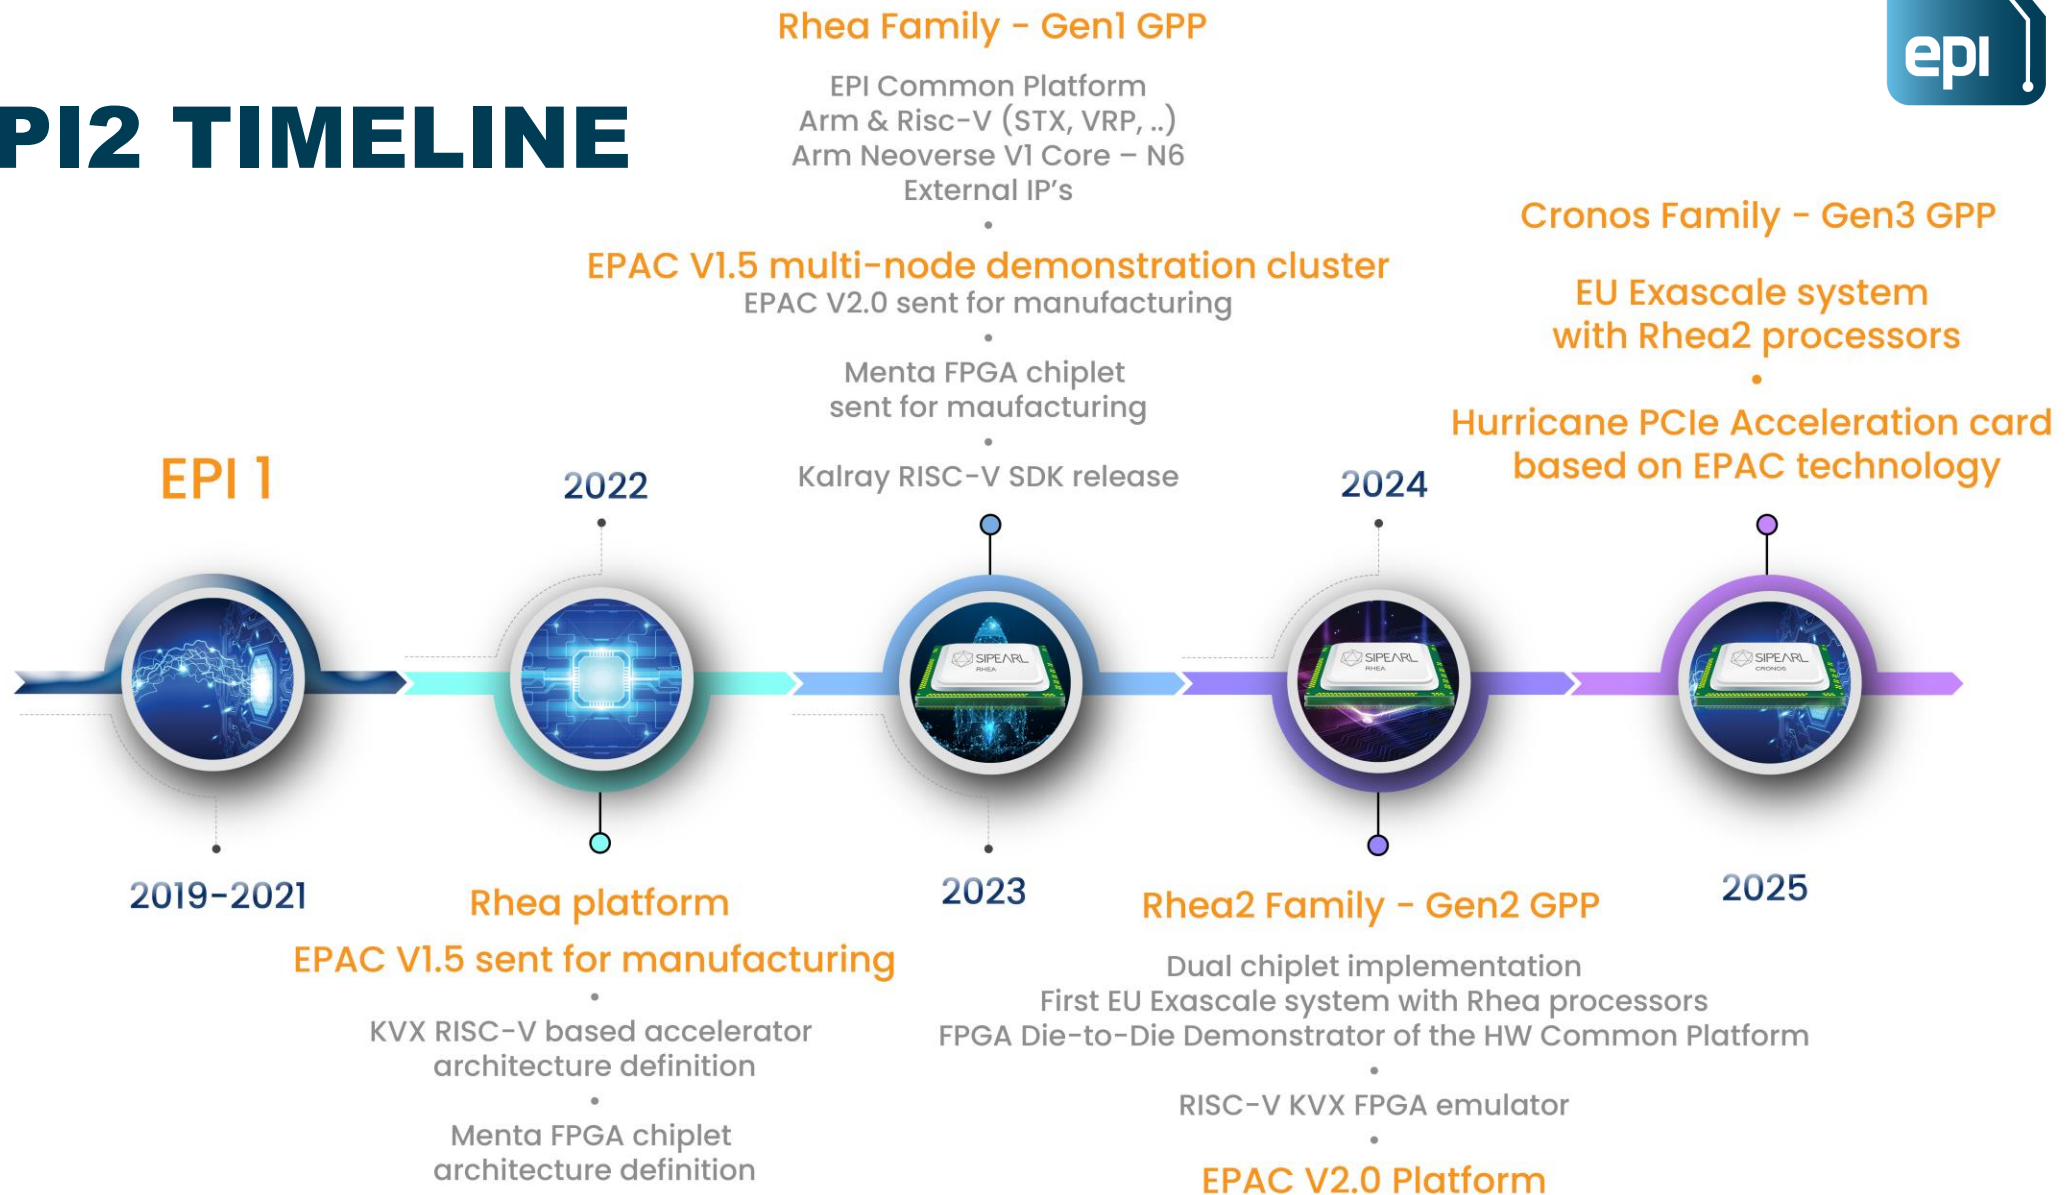 epi
PI2 TIMELINE
Rhea Family - Gen1 GPP
EPI Common Platform
Arm & Risc-V (STX, VRP, ..)
Arm Neoverse V1 Core – N6
External IP's
•
EPAC V1.5 multi-node demonstration cluster
EPAC V2.0 sent for manufacturing
•
Menta FPGA chiplet
sent for maufacturing
•
Kalray RISC-V SDK release
Cronos Family - Gen3 GPP
EU Exascale system
with Rhea2 processors
•
Hurricane PCIe Acceleration card
based on EPAC technology
EPI 1
2022
2024
SIPEARL
RHEA
SIPEARL
RHEA
SIPEARL
CRONOS
2019-2021
2023
2025
Rhea platform
EPAC V1.5 sent for manufacturing
•
KVX RISC-V based accelerator
architecture definition
•
Menta FPGA chiplet
architecture definition
Rhea2 Family - Gen2 GPP
Dual chiplet implementation
First EU Exascale system with Rhea processors
FPGA Die-to-Die Demonstrator of the HW Common Platform
•
RISC-V KVX FPGA emulator
•
EPAC V2.0 Platform